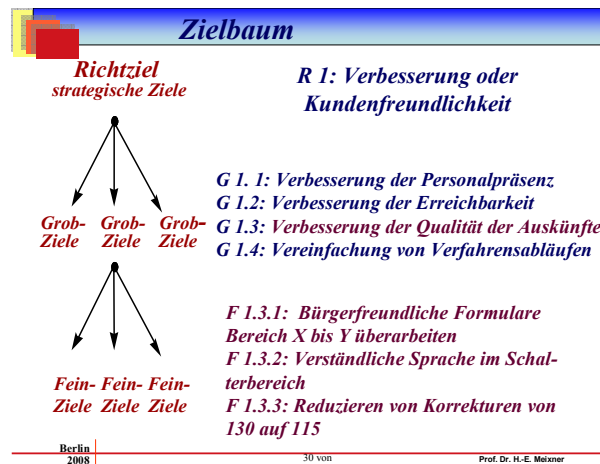 Zielbaum
Richtziel
strategische Ziele
R 1: Verbesserung oder
Kundenfreundlichkeit
Grob-
Ziele
Grob-
Ziele
Grob-
Ziele
G 1. 1: Verbesserung der Personalpräsenz
G 1.2: Verbesserung der Erreichbarkeit
G 1.3: Verbesserung der Qualität der Auskünfte
G 1.4: Vereinfachung von Verfahrensabläufen
Fein-
Ziele
Fein-
Ziele
Fein-
Ziele
F 1.3.1: Bürgerfreundliche Formulare
Bereich X bis Y überarbeiten
F 1.3.2: Verständliche Sprache im Schal-
terbereich
F 1.3.3: Reduzieren von Korrekturen von
130 auf 115
Berlin
2008
30 von
Prof. Dr. H.-E. Meixner